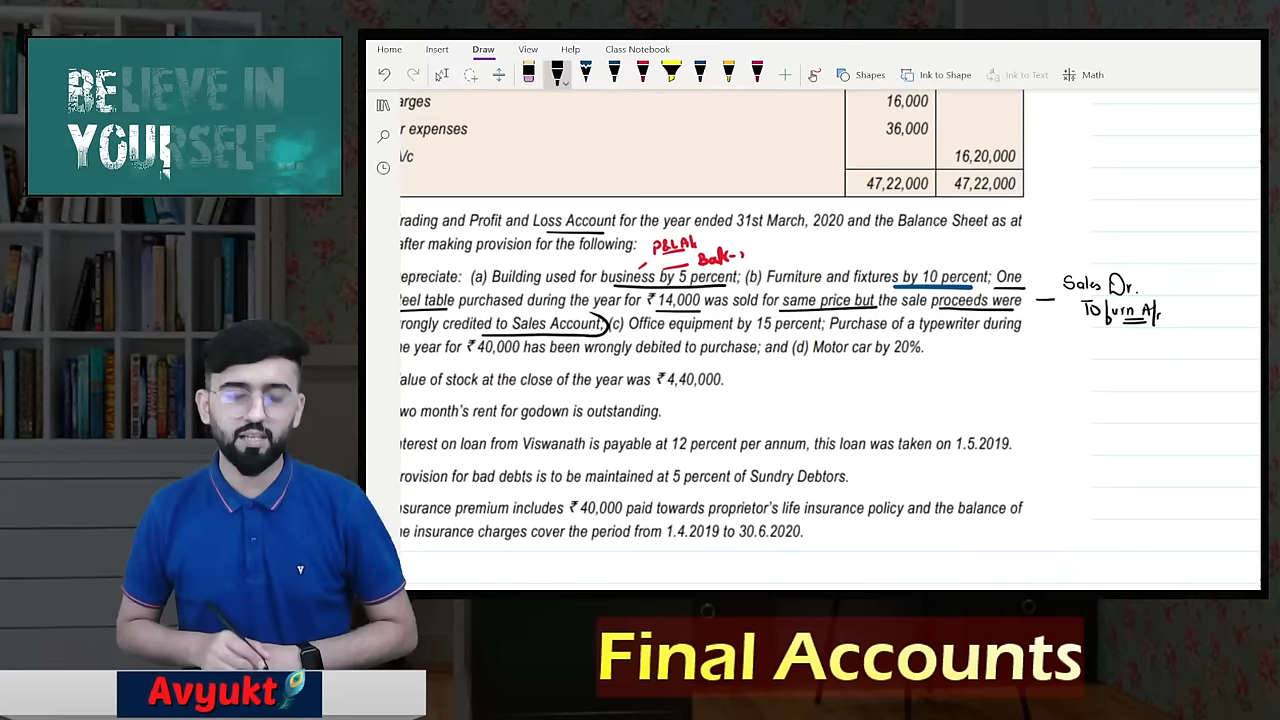 BELIEVE IN
YOURSELF...
Home Insert Draw View Help Class Notebook
Shapes Ink to Shape Ink to Text Math
arges 16,000
r expenses 36,000
/c 16,20,000
47,22,000 47,22,000
rading and Profit and Loss Account for the year ended 31st March, 2020 and the Balance Sheet as at
after making provision for the following:
P&L A/c
epreciate: (a) Building used for business by 5 percent; (b) Furniture and fixtures by 10 percent; One
eel table purchased during the year for ₹ 14,000 was sold for same price but the sale proceeds were
rongly credited to Sales Account; (c) Office equipment by 15 percent; Purchase of a typewriter during
he year for ₹ 40,000 has been wrongly debited to purchase; and (d) Motor car by 20%.
Sales Dr.
To furn A/c
alue of stock at the close of the year was ₹ 4,40,000.
wo month's rent for godown is outstanding.
nterest on loan from Viswanath is payable at 12 percent per annum, this loan was taken on 1.5.2019.
rovision for bad debts is to be maintained at 5 percent of Sundry Debtors.
nsurance premium includes ₹ 40,000 paid towards proprietor's life insurance policy and the balance of
he insurance charges cover the period from 1.4.2019 to 30.6.2020.
Final Accounts
Avyukt